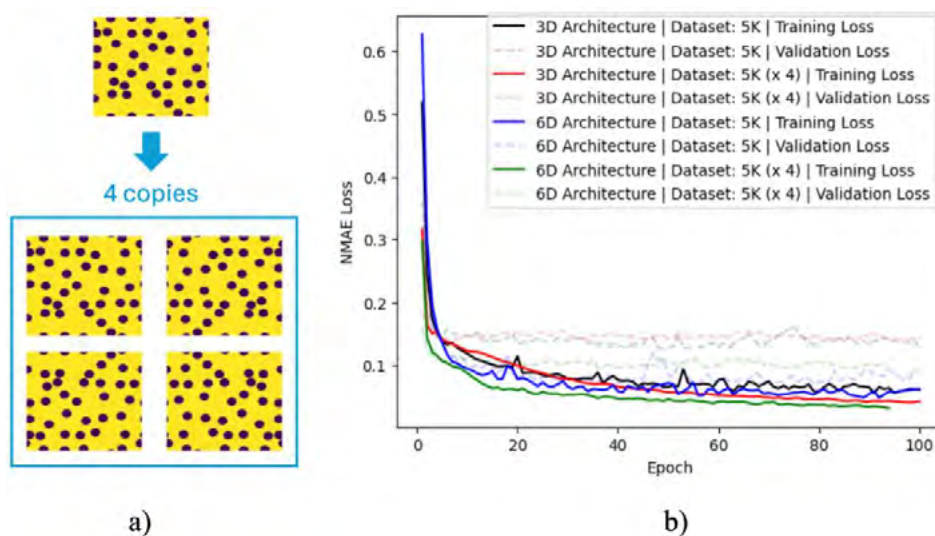 4 copies
a)
0.6
0.5
0.4
0.3
0.2
0.1
0
20
40
60
80
100
NMAE Loss
Epoch
3D Architecture | Dataset: 5K | Training Loss
3D Architecture | Dataset: 5K | Validation Loss
3D Architecture | Dataset: 5K (x 4) | Training Loss
3D Architecture | Dataset: 5K (x 4) | Validation Loss
6D Architecture | Dataset: 5K | Training Loss
6D Architecture | Dataset: 5K | Validation Loss
6D Architecture | Dataset: 5K (x 4) | Training Loss
6D Architecture | Dataset: 5K (x 4) | Validation Loss
b)